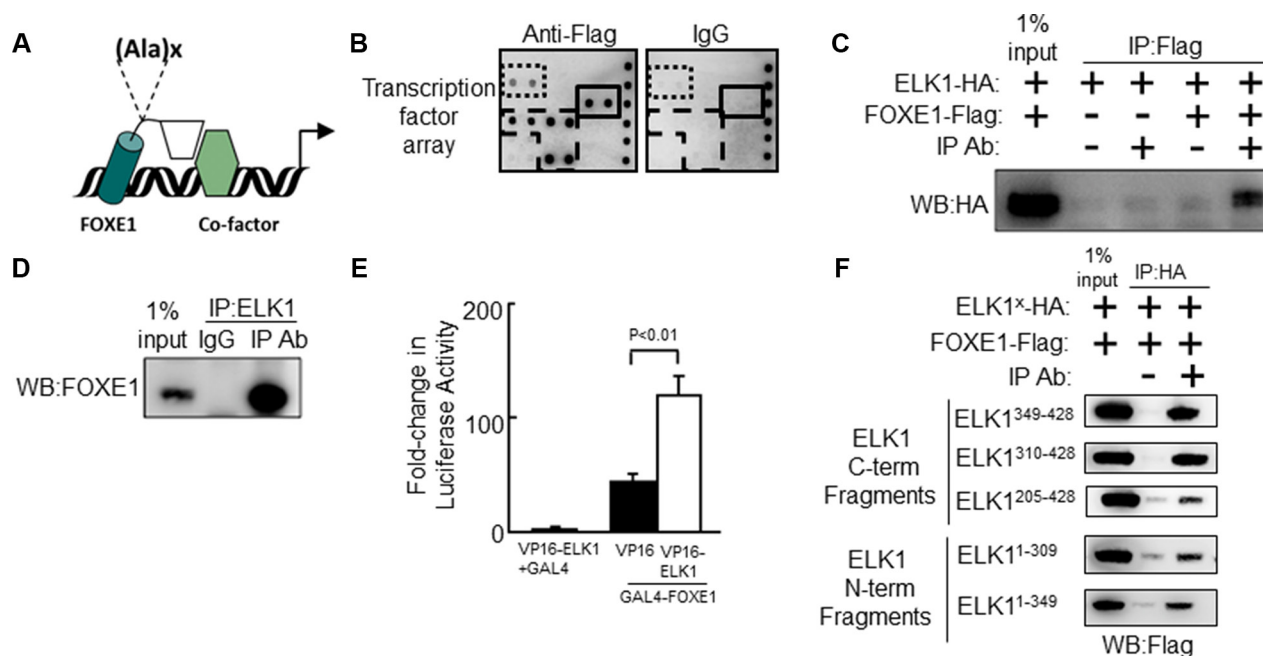 A
(Ala)x
FOXE1
Co-factor
B
Anti-Flag
IgG
Transcription
factor
array
C
1%
input
IP:Flag
ELK1-HA: + + + + +
FOXE1-Flag: + - - + +
IP Ab: - + - +
WB:HA
D
1%
input
IP:ELK1
IgG
IP Ab
WB:FOXE1
E
Fold-change in
Luciferase Activity
200
100
0
P<0.01
VP16-ELK1
+GAL4
VP16
VP16-
ELK1
GAL4-FOXE1
F
1%
input
IP:HA
ELK1ˣ-HA: + + +
FOXE1-Flag: + + +
IP Ab: - +
ELK1
C-term
Fragments
ELK1³⁴⁹⁻⁴²⁸
ELK1³¹⁰⁻⁴²⁸
ELK1²⁰⁵⁻⁴²⁸
ELK1
N-term
Fragments
ELK1¹⁻³⁰⁹
ELK1¹⁻³⁴⁹
WB:Flag